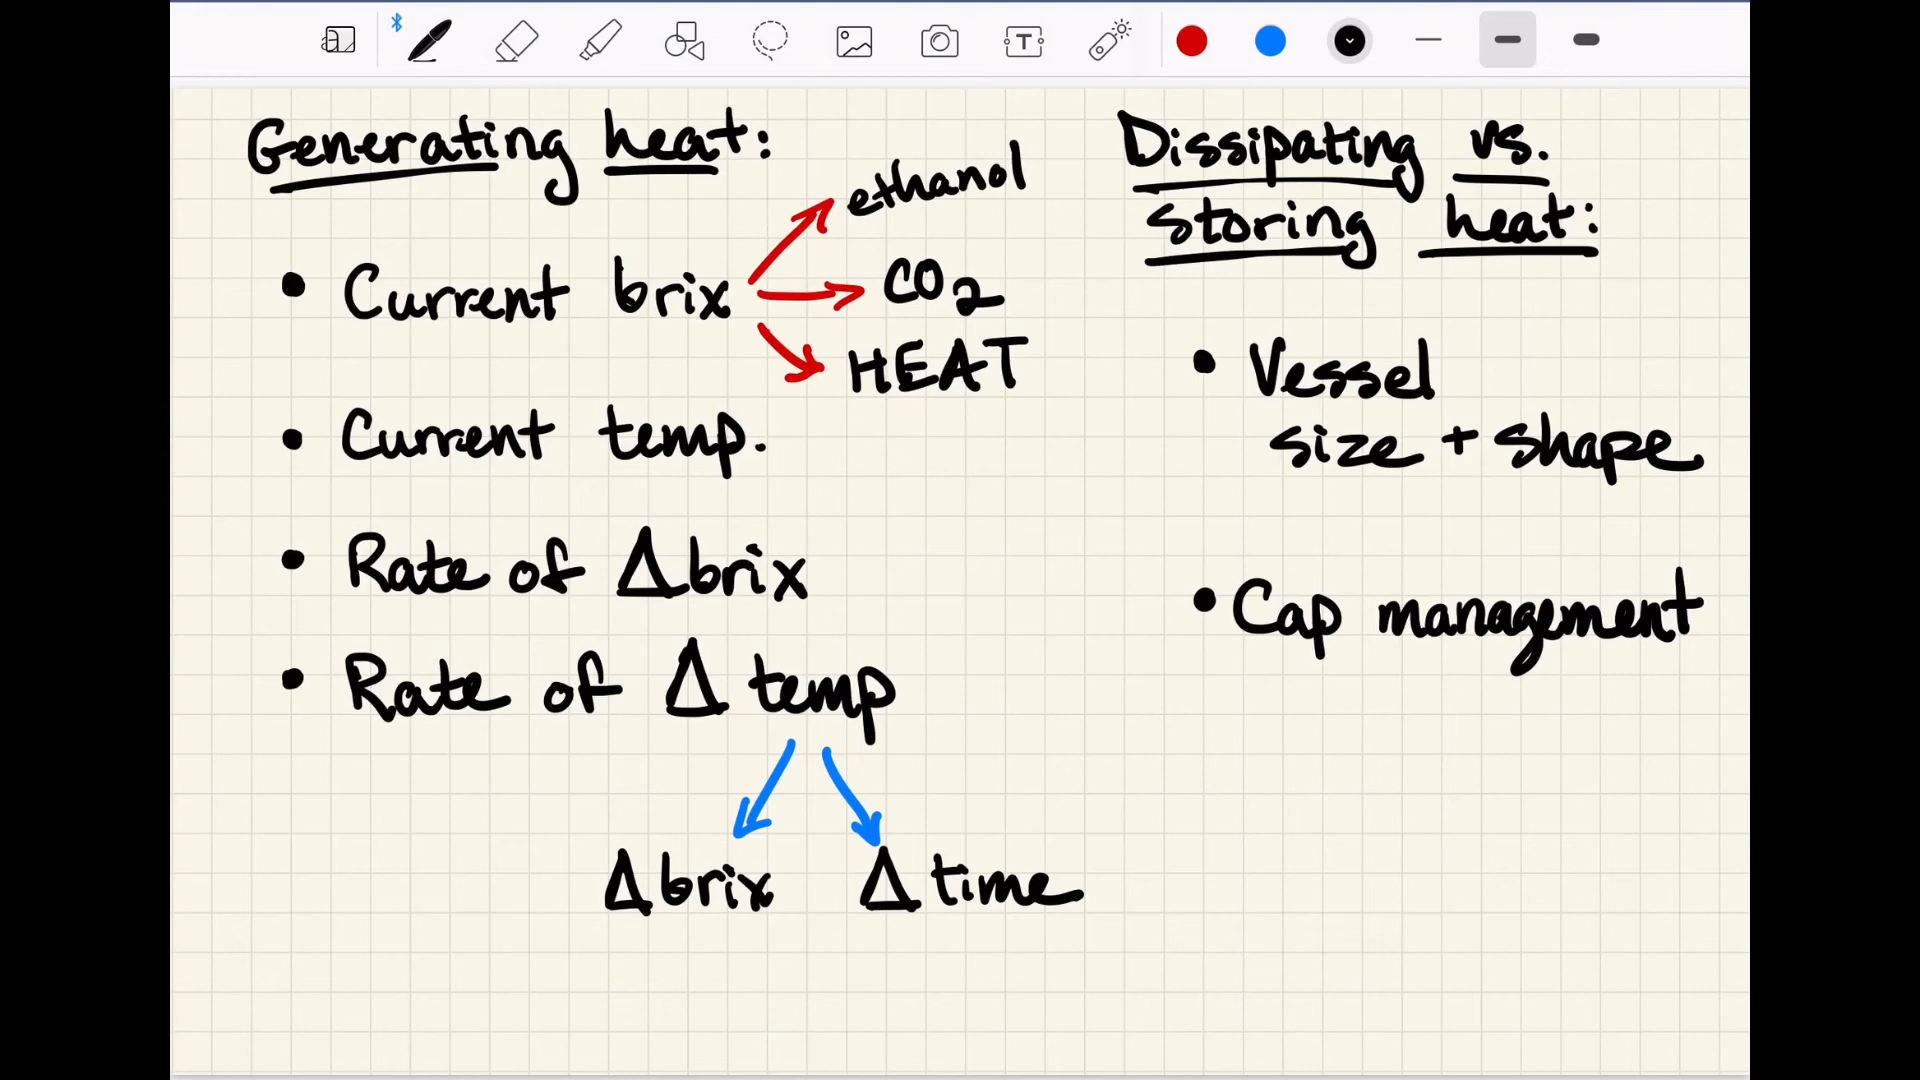 Generating heat:
• Current brix
ethanol
CO2
HEAT
• Current temp.
• Rate of Δbrix
• Rate of Δ temp
Δbrix Δtime
Dissipating vs.
storing heat:
• Vessel
size + shape
• Cap management